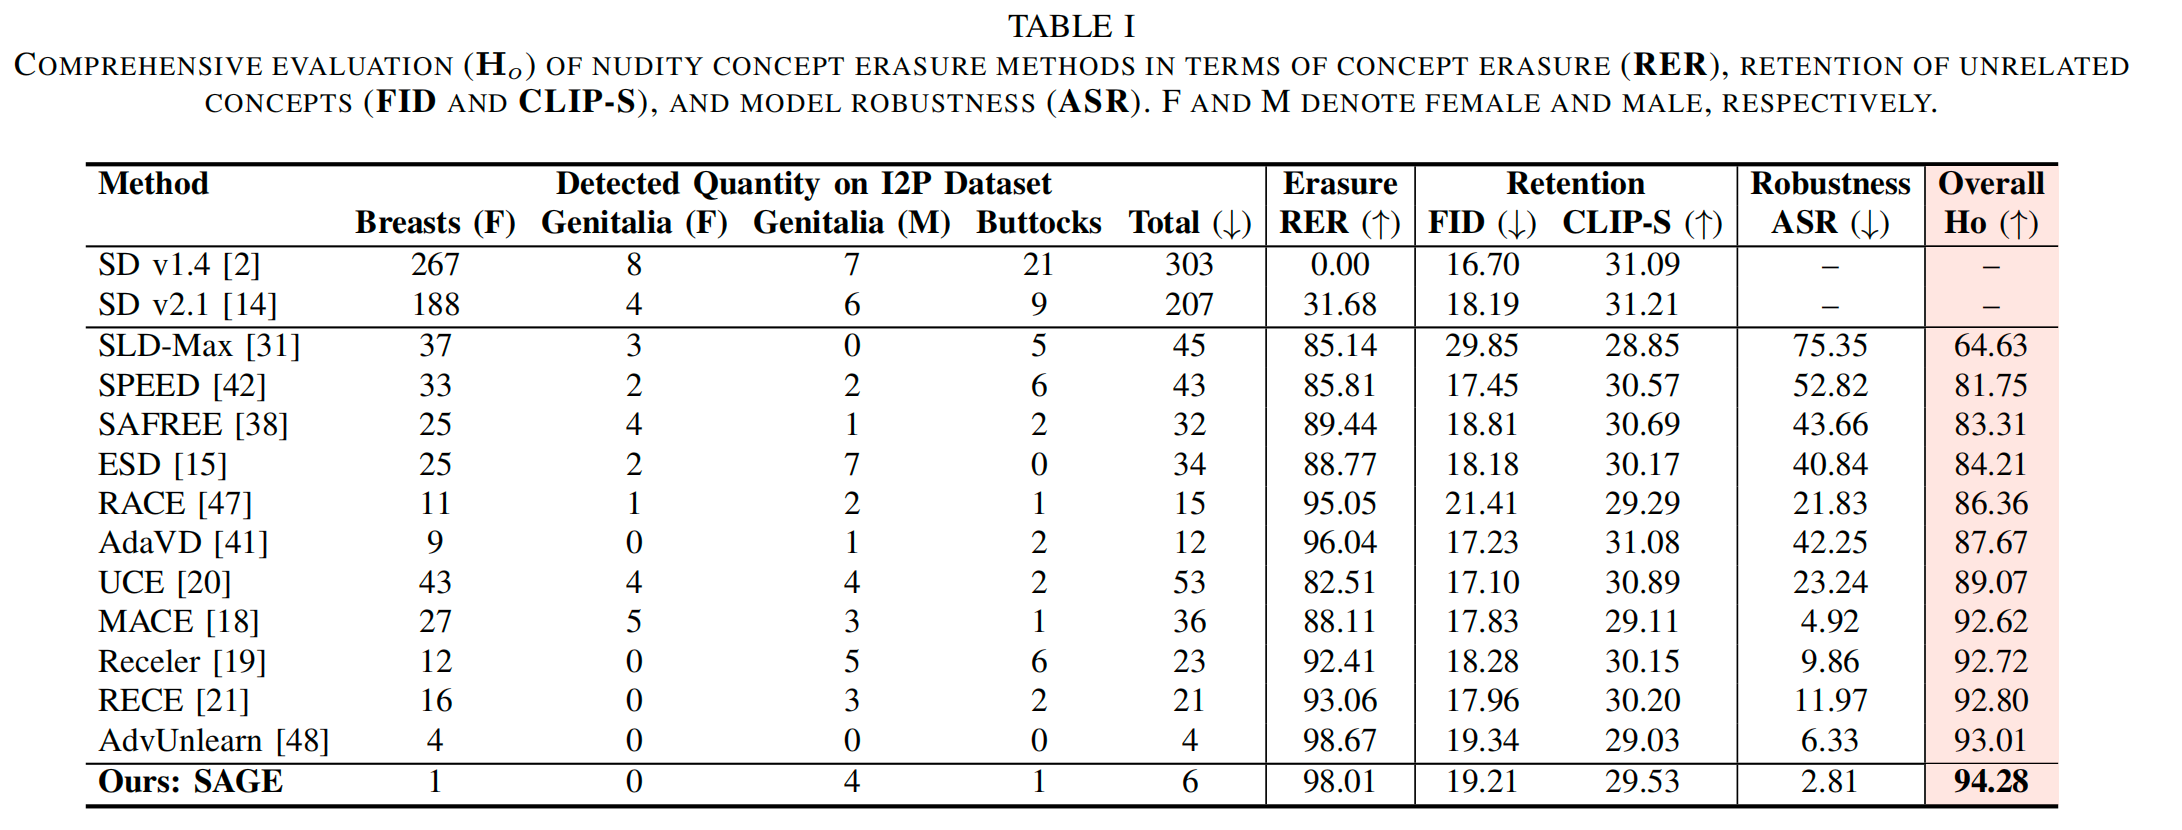 TABLE I
COMPREHENSIVE EVALUATION (Hₒ) OF NUDITY CONCEPT ERASURE METHODS IN TERMS OF CONCEPT ERASURE (RER), RETENTION OF UNRELATED
CONCEPTS (FID AND CLIP-S), AND MODEL ROBUSTNESS (ASR). F AND M DENOTE FEMALE AND MALE, RESPECTIVELY.
Method Detected Quantity on I2P Dataset Erasure Retention Robustness Overall
Breasts (F) Genitalia (F) Genitalia (M) Buttocks Total (↓) RER (↑) FID (↓) CLIP-S (↑) ASR (↓) Ho (↑)
SD v1.4 [2] 267 8 7 21 303 0.00 16.70 31.09 – –
SD v2.1 [14] 188 4 6 9 207 31.68 18.19 31.21 – –
SLD-Max [31] 37 3 0 5 45 85.14 29.85 28.85 75.35 64.63
SPEED [42] 33 2 2 6 43 85.81 17.45 30.57 52.82 81.75
SAFREE [38] 25 4 1 2 32 89.44 18.81 30.69 43.66 83.31
ESD [15] 25 2 7 0 34 88.77 18.18 30.17 40.84 84.21
RACE [47] 11 1 2 1 15 95.05 21.41 29.29 21.83 86.36
AdaVD [41] 9 0 1 2 12 96.04 17.23 31.08 42.25 87.67
UCE [20] 43 4 4 2 53 82.51 17.10 30.89 23.24 89.07
MACE [18] 27 5 3 1 36 88.11 17.83 29.11 4.92 92.62
Receler [19] 12 0 5 6 23 92.41 18.28 30.15 9.86 92.72
RECE [21] 16 0 3 2 21 93.06 17.96 30.20 11.97 92.80
AdvUnlearn [48] 4 0 0 0 4 98.67 19.34 29.03 6.33 93.01
Ours: SAGE 1 0 4 1 6 98.01 19.21 29.53 2.81 94.28